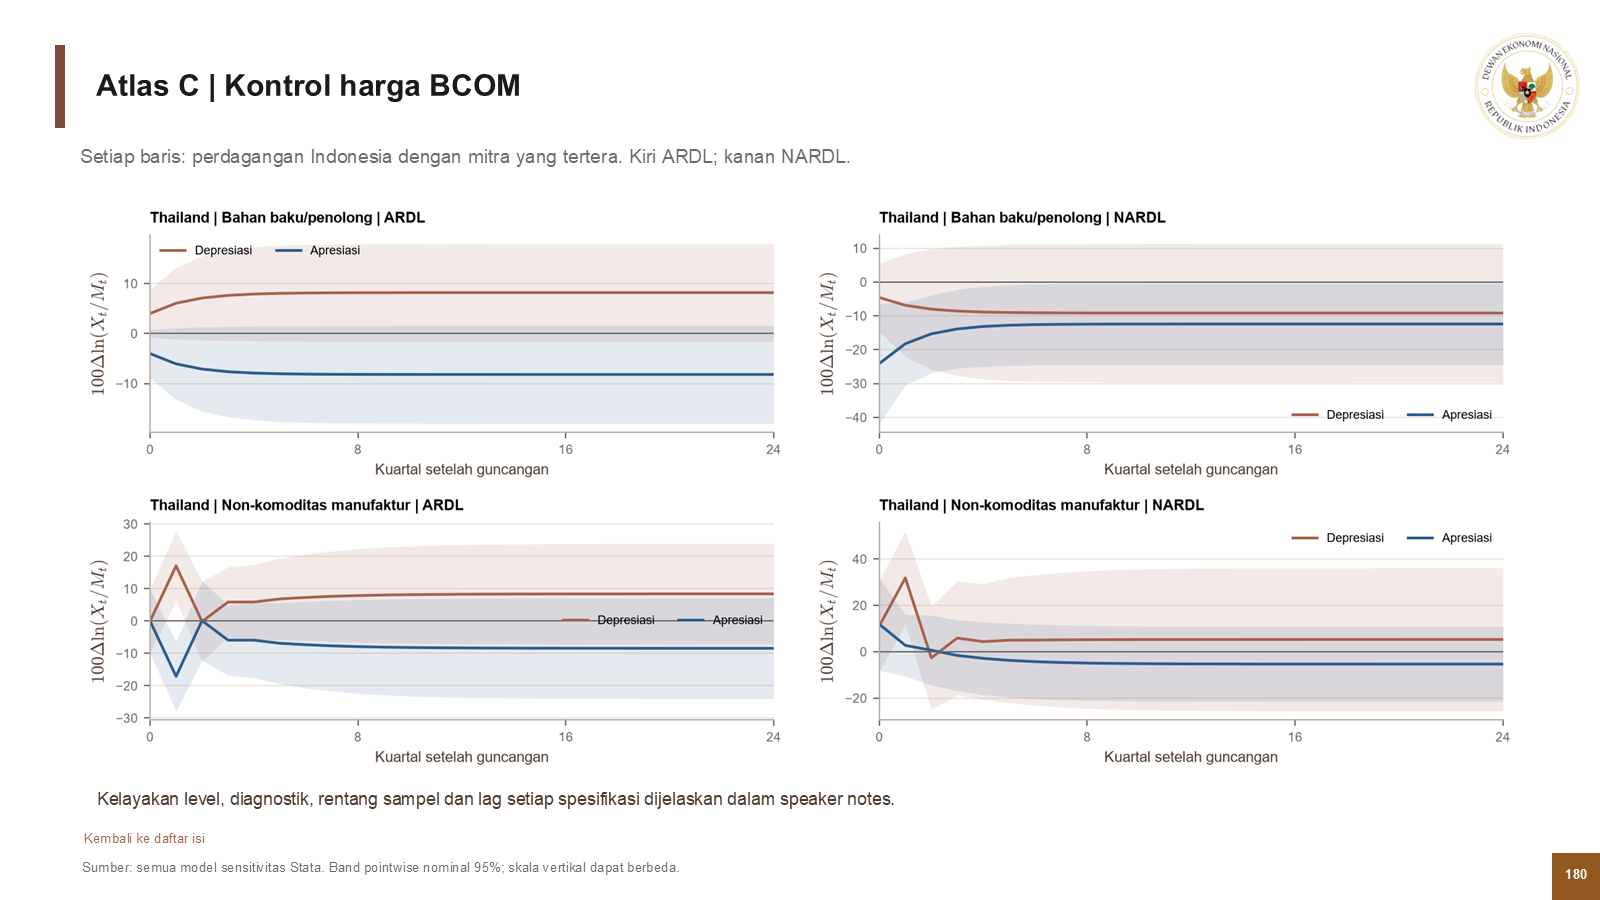 Atlas C | Kontrol harga BCOM
DEWAN EKONOMI NASIONAL
REPUBLIK INDONESIA
Setiap baris: perdagangan Indonesia dengan mitra yang tertera. Kiri ARDL; kanan NARDL.
Thailand | Bahan baku/penolong | ARDL
Depresiasi Apresiasi
100Δln(Xₜ/Mₜ)
10
0
−10
0 8 16 24
Kuartal setelah guncangan
Thailand | Bahan baku/penolong | NARDL
100Δln(Xₜ/Mₜ)
10
0
−10
−20
−30
−40
Depresiasi Apresiasi
0 8 16 24
Kuartal setelah guncangan
Thailand | Non-komoditas manufaktur | ARDL
100Δln(Xₜ/Mₜ)
30
20
10
0
−10
−20
−30
Depresiasi Apresiasi
0 8 16 24
Kuartal setelah guncangan
Thailand | Non-komoditas manufaktur | NARDL
Depresiasi Apresiasi
100Δln(Xₜ/Mₜ)
40
20
0
−20
0 8 16 24
Kuartal setelah guncangan
Kelayakan level, diagnostik, rentang sampel dan lag setiap spesifikasi dijelaskan dalam speaker notes.
Kembali ke daftar isi
Sumber: semua model sensitivitas Stata. Band pointwise nominal 95%; skala vertikal dapat berbeda.
180